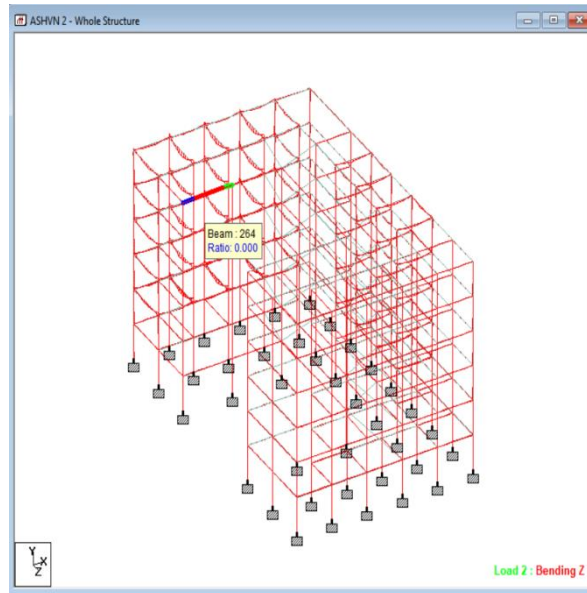 ASHVN 2 - Whole Structure
Beam : 264
Ratio: 0.000
Y
X
Z
Load 2 : Bending Z